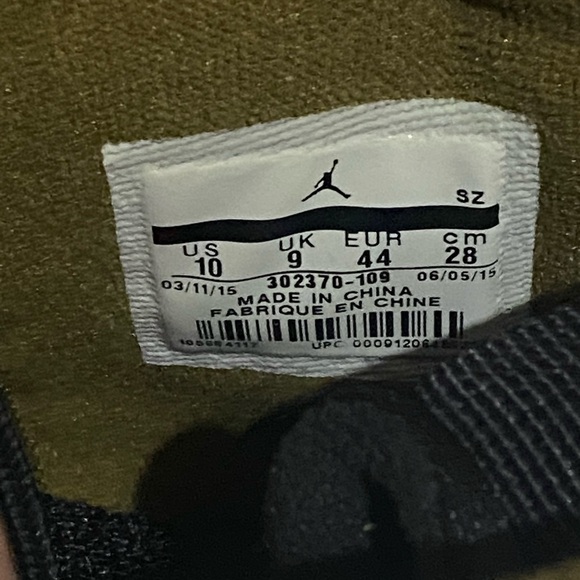 SZ
US UK EUR cm
10 9 44 28
03/11/15 302370-109 06/05/15
MADE IN CHINA
FABRIQUE EN CHINE
UPC